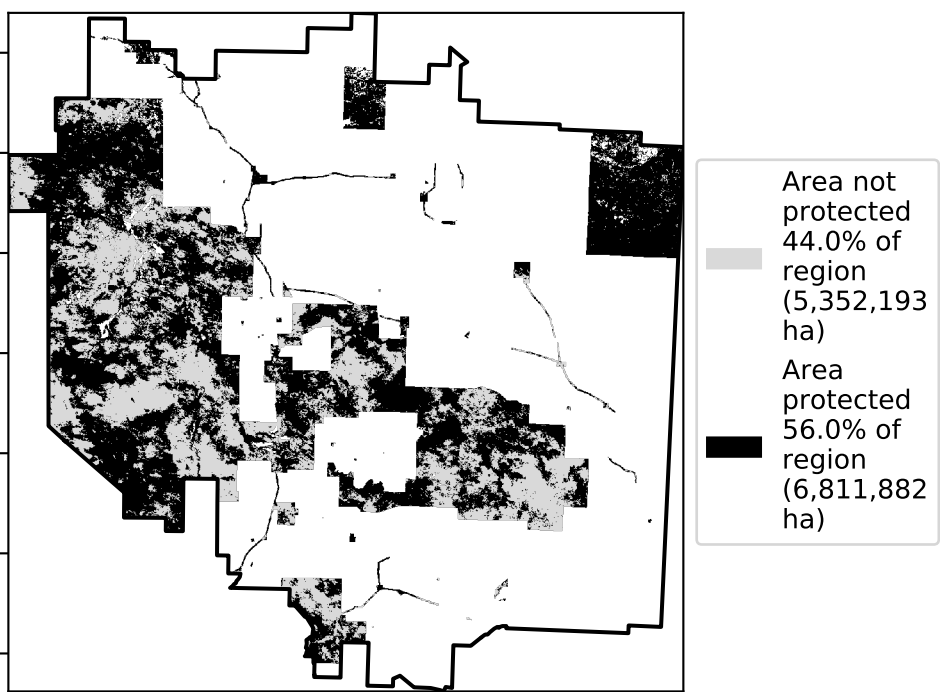 Area not
protected
44.0% of
region
(5,352,193
ha)
Area
protected
56.0% of
region
(6,811,882
ha)